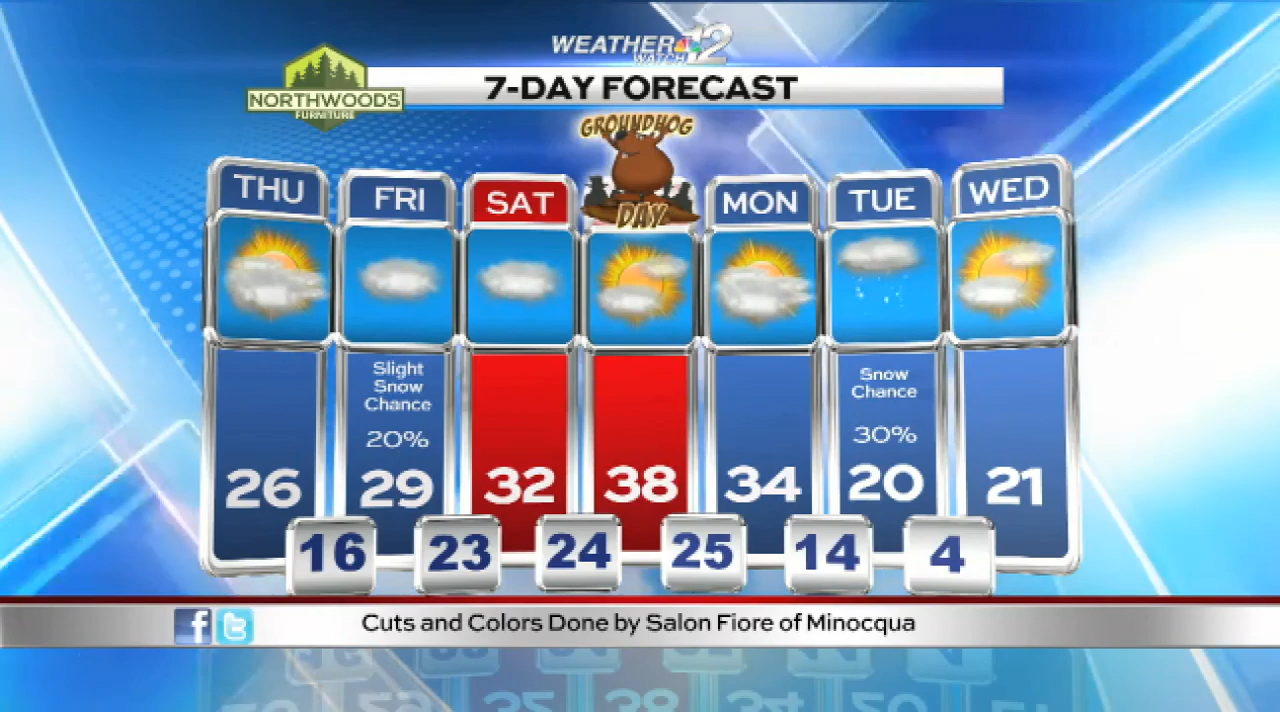 WEATHER 12
WATCH
7-DAY FORECAST
NORTHWOODS
FURNITURE
GROUNDHOG
DAY
THU
FRI
SAT
MON
TUE
WED
Slight
Snow
Chance
20%
Snow
Chance
30%
26
29
32
38
34
20
21
16
23
24
25
14
4
f
t
Cuts and Colors Done by Salon Fiore of Minocqua